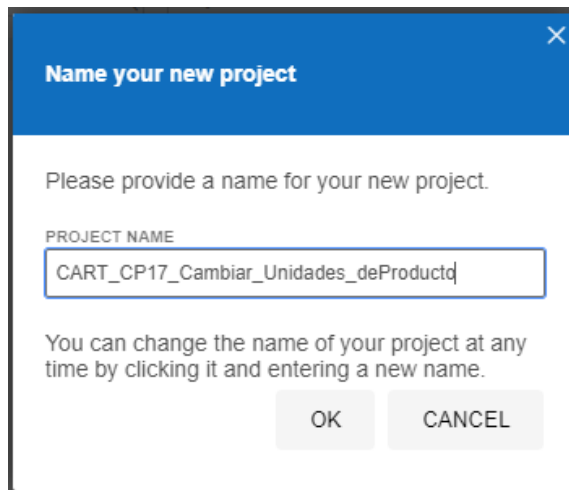 Name your new project
Please provide a name for your new project.
PROJECT NAME
CART_CP17_Cambiar_Unidades_deProducto
You can change the name of your project at any
time by clicking it and entering a new name.
OK CANCEL